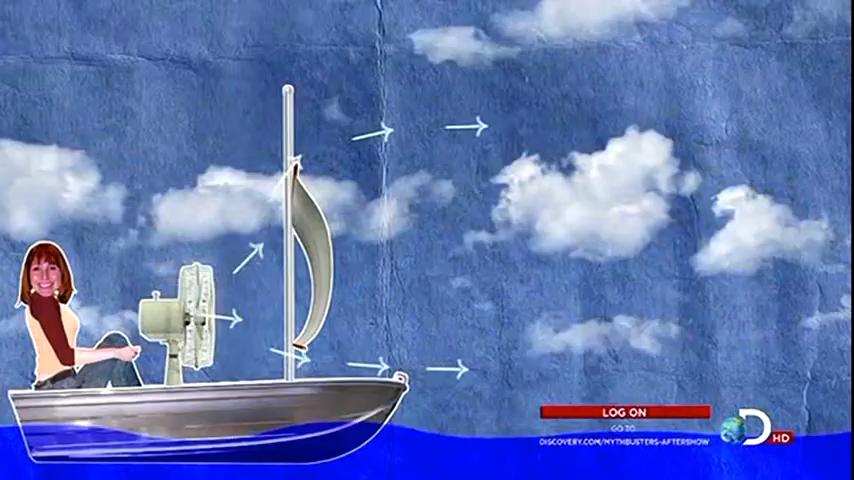 LOG ON
GO TO
DISCOVERY.COM/MYTHBUSTERS-AFTERSHOW
D
HD